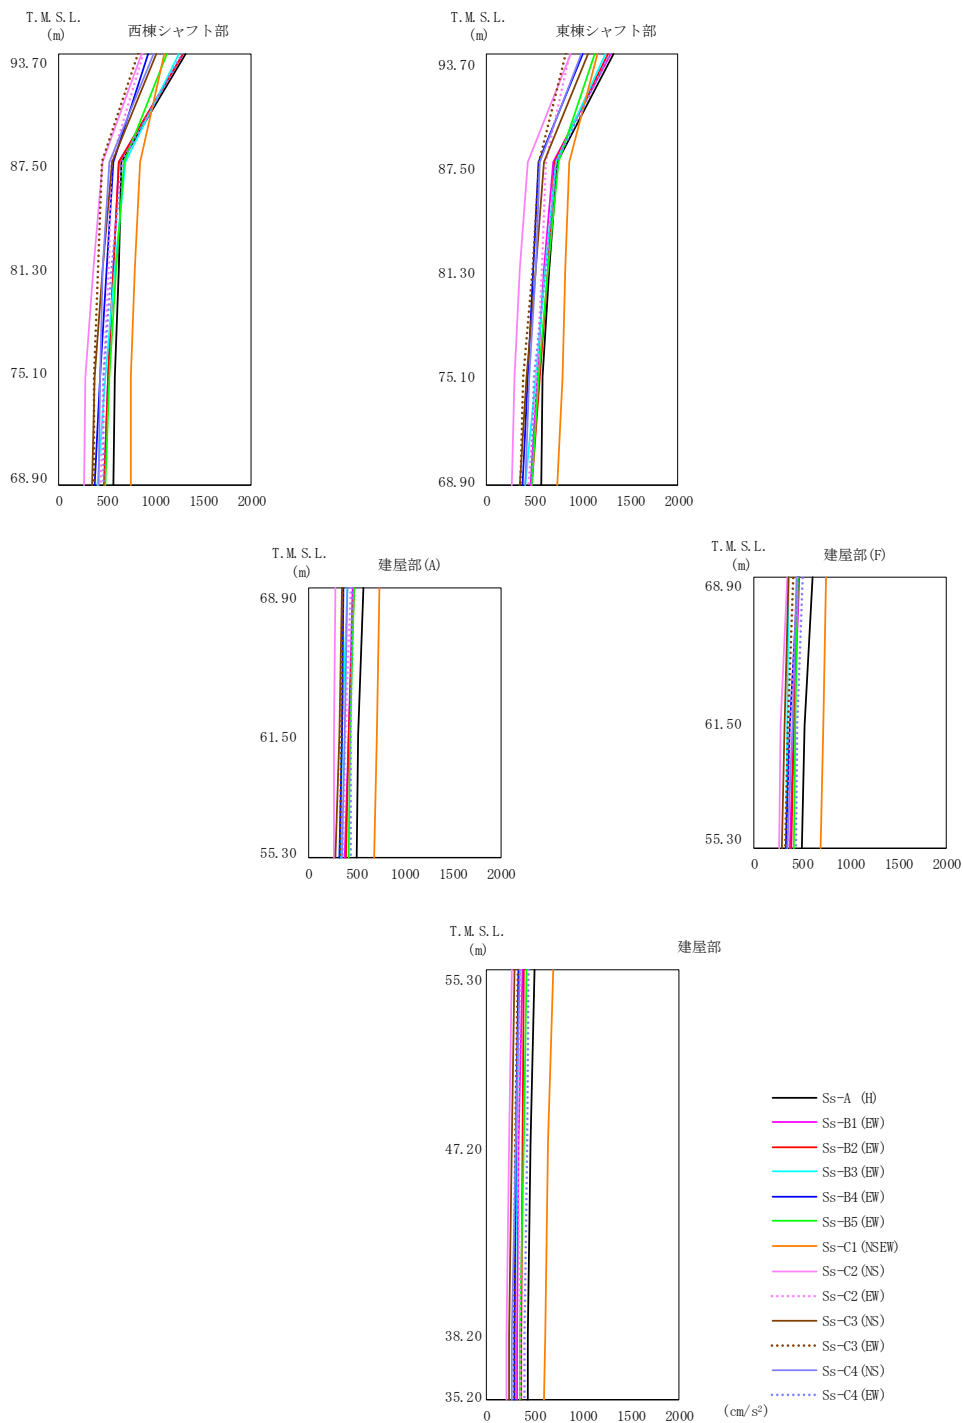 T.M.S.L.
(m)
西棟シャフト部
93.70
87.50
81.30
75.10
68.90
0 500 1000 1500 2000
T.M.S.L.
(m)
東棟シャフト部
93.70
87.50
81.30
75.10
68.90
0 500 1000 1500 2000
T.M.S.L.
(m)
建屋部(A)
68.90
61.50
55.30
0 500 1000 1500 2000
T.M.S.L.
(m)
建屋部(F)
68.90
61.50
55.30
0 500 1000 1500 2000
T.M.S.L.
(m)
建屋部
55.30
47.20
38.20
35.20
0 500 1000 1500 2000
(cm/s²)
Ss-A (H)
Ss-B1(EW)
Ss-B2(EW)
Ss-B3(EW)
Ss-B4(EW)
Ss-B5(EW)
Ss-C1(NSEW)
Ss-C2(NS)
Ss-C2(EW)
Ss-C3(NS)
Ss-C3(EW)
Ss-C4(NS)
Ss-C4(EW)